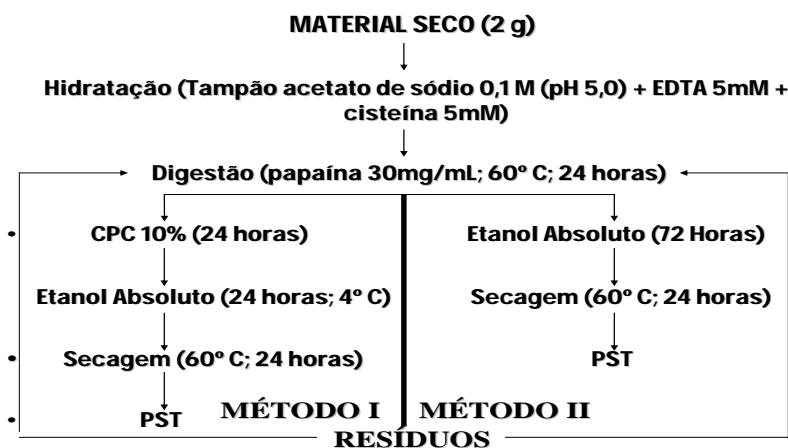 MATERIAL SECO (2 g)
Hidratação (Tampão acetato de sódio 0,1 M (pH 5,0) + EDTA 5mM +
cisteína 5mM)
Digestão (papaína 30mg/mL; 60º C; 24 horas)
• CPC 10% (24 horas)
Etanol Absoluto (24 horas; 4º C)
• Secagem (60º C; 24 horas)
• PST
MÉTODO I
Etanol Absoluto (72 Horas)
Secagem (60º C; 24 horas)
PST
MÉTODO II
RESÍDUOS